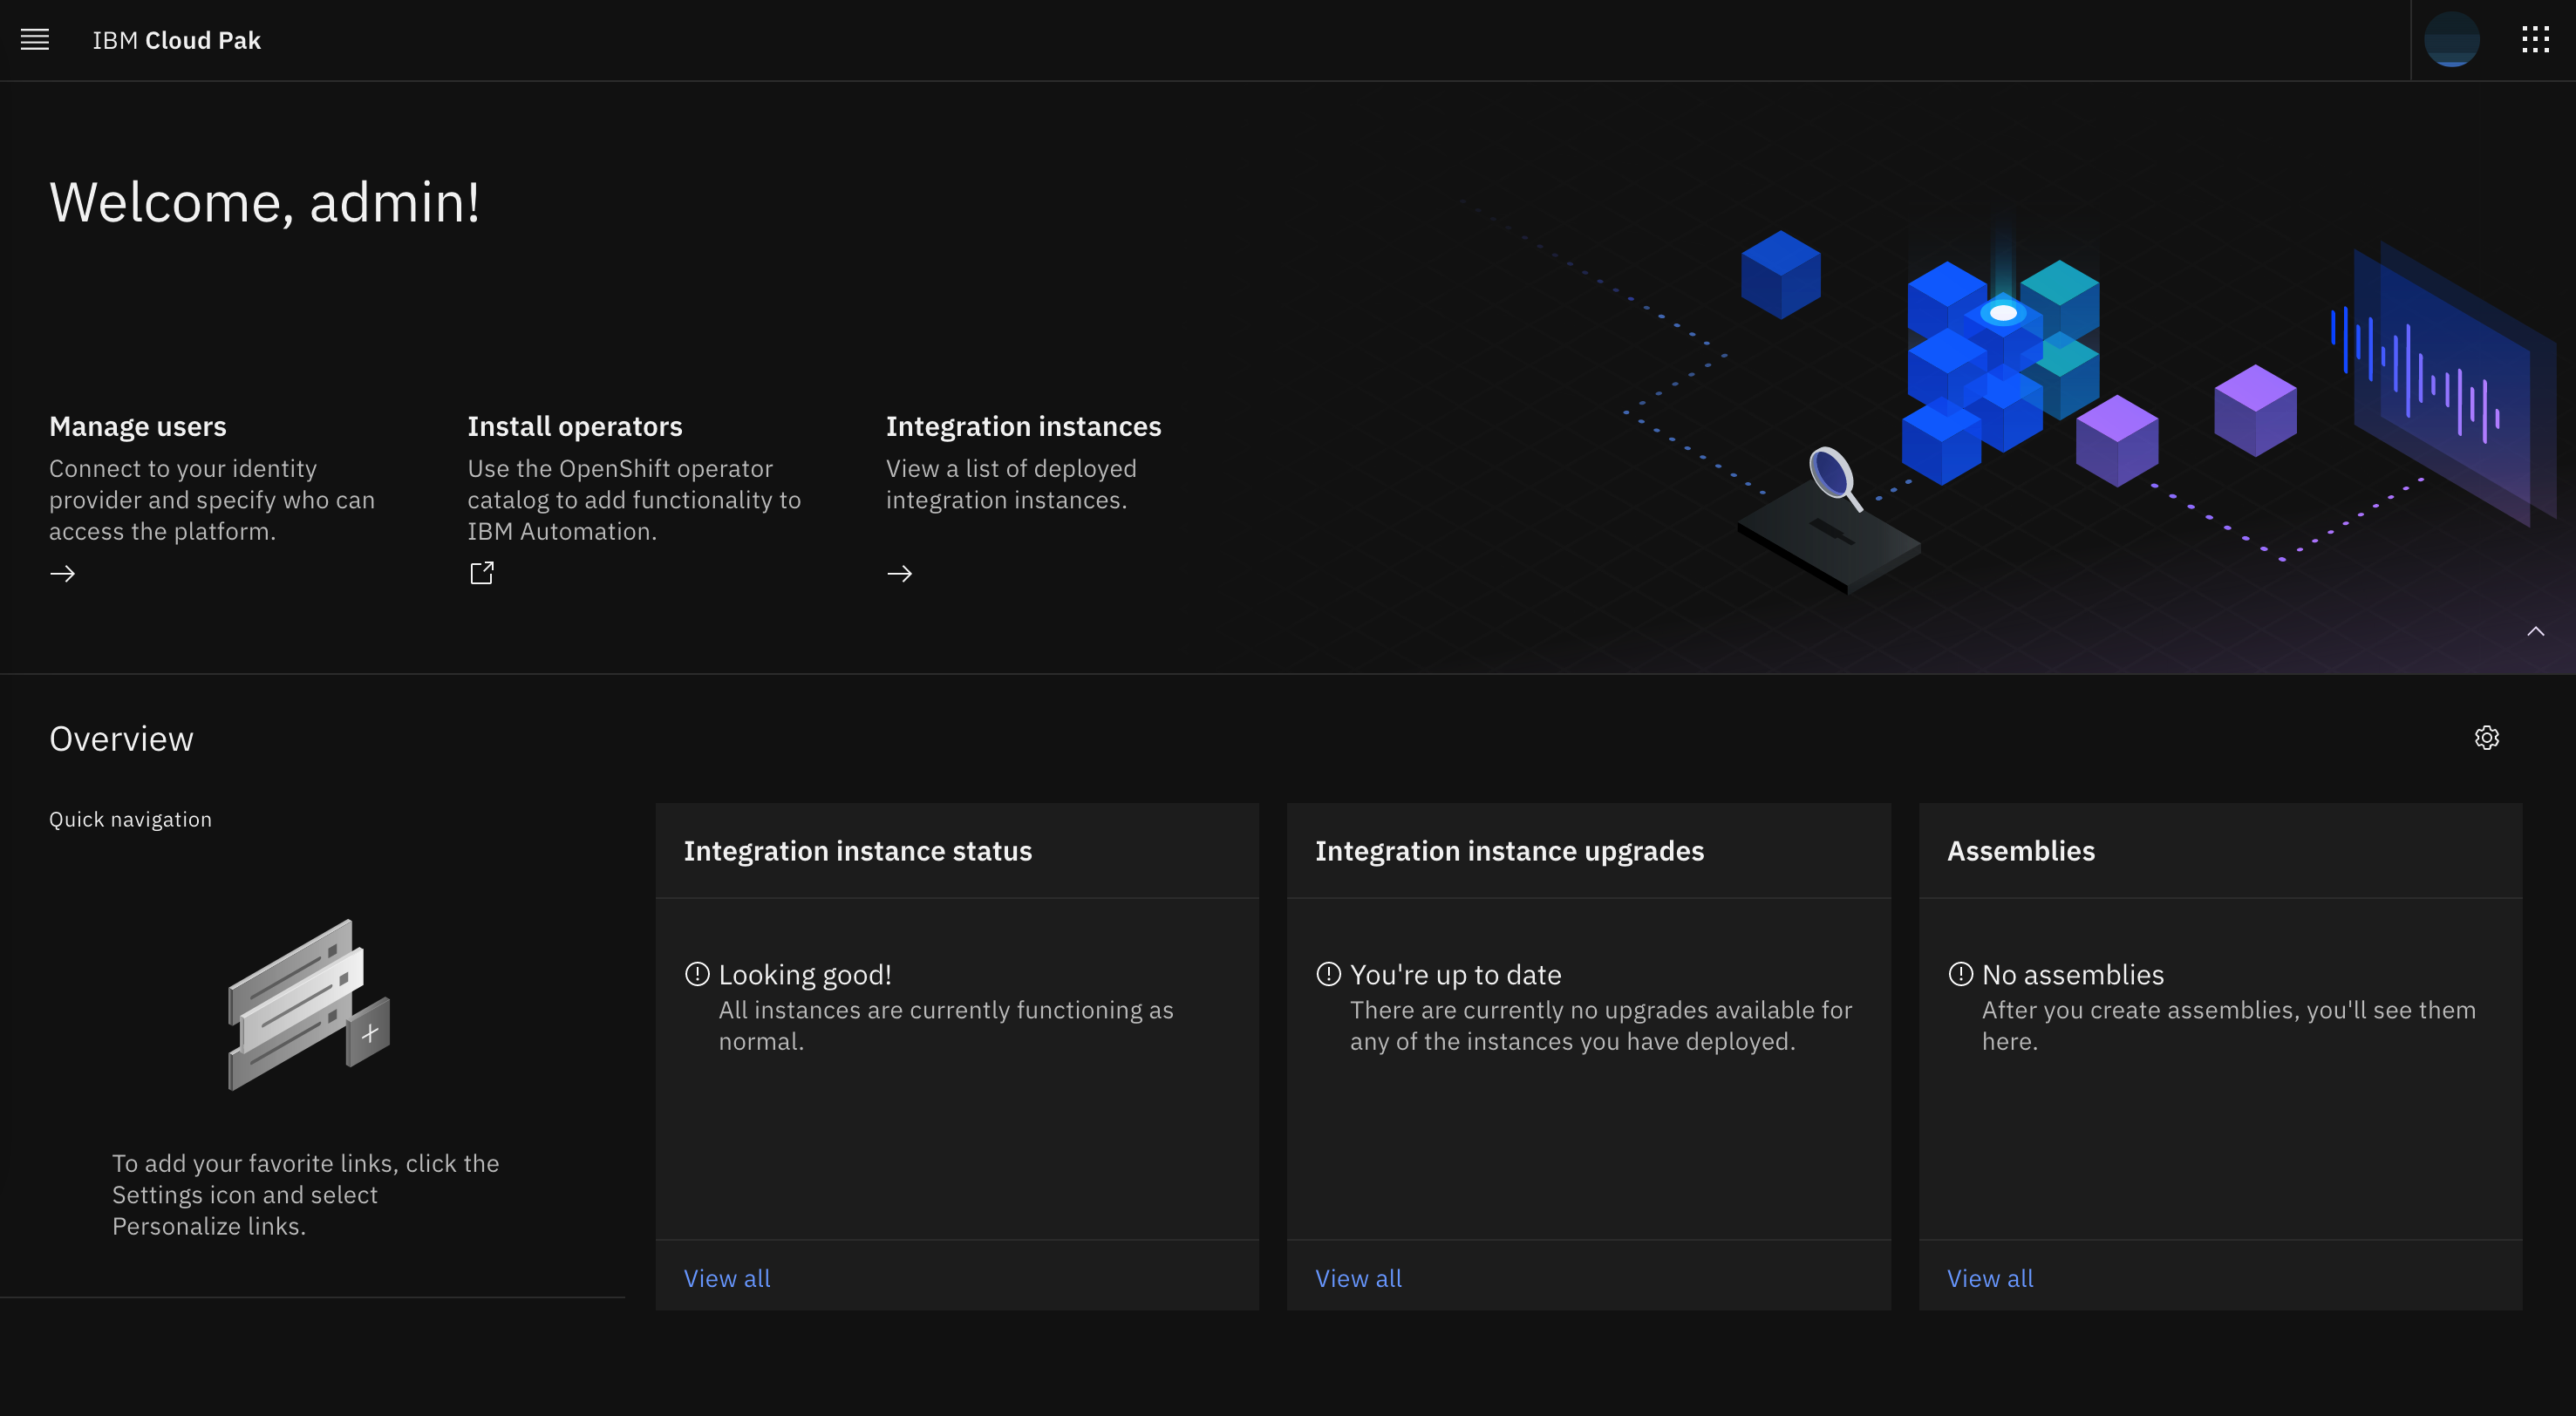 IBM Cloud Pak
Welcome, admin!
Manage users
Connect to your identity
provider and specify who can
access the platform.
Install operators
Use the OpenShift operator
catalog to add functionality to
IBM Automation.
Integration instances
View a list of deployed
integration instances.
Overview
Quick navigation
To add your favorite links, click the
Settings icon and select
Personalize links.
Integration instance status
Looking good!
All instances are currently functioning as
normal.
View all
Integration instance upgrades
You're up to date
There are currently no upgrades available for
any of the instances you have deployed.
View all
Assemblies
No assemblies
After you create assemblies, you'll see them
here.
View all